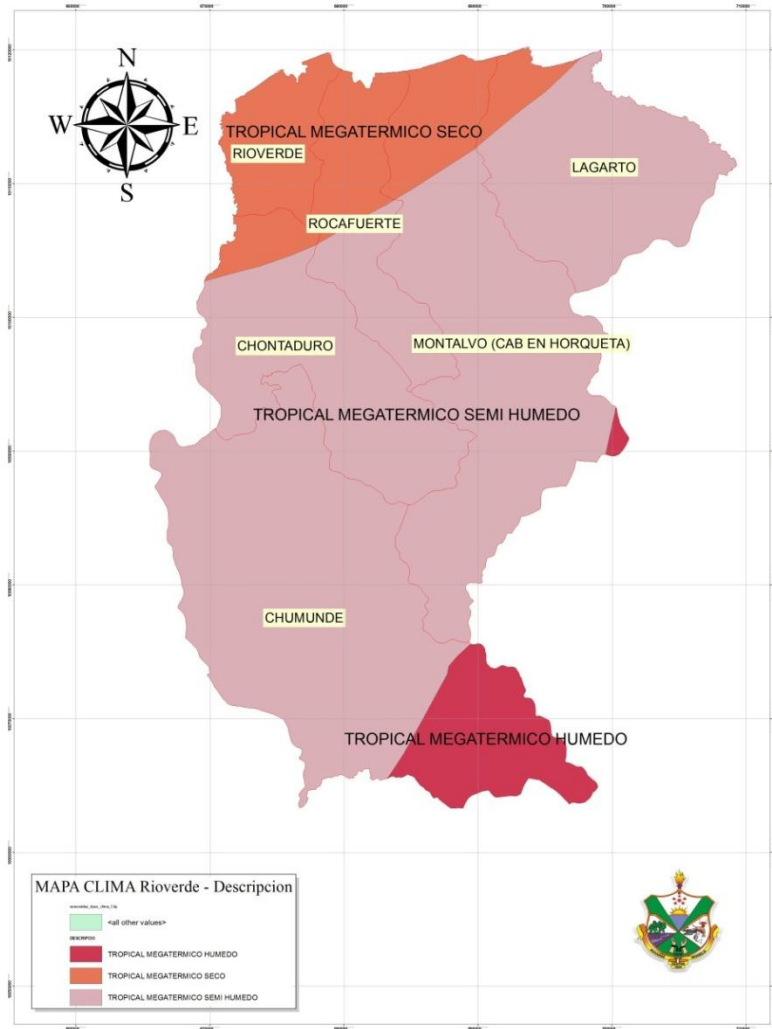 N
W
E
S
TROPICAL MEGATERMICO SECO
RIOVERDE
LAGARTO
ROCAFUERTE
CHONTADURO
MONTALVO (CAB EN HORQUETA)
TROPICAL MEGATERMICO SEMI HUMEDO
CHUMUNDE
TROPICAL MEGATERMICO HUMEDO
MAPA CLIMA Rioverde - Descripcion
<all other values>
DESCRIPCIO
TROPICAL MEGATERMICO HUMEDO
TROPICAL MEGATERMICO SECO
TROPICAL MEGATERMICO SEMI HUMEDO